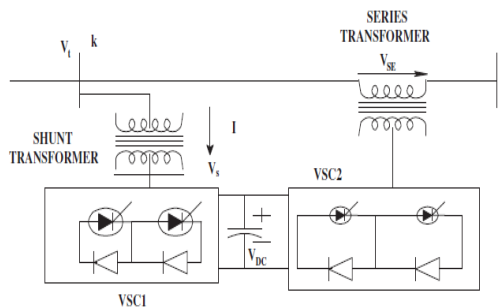 SERIES
TRANSFORMER
V_t k
V_SE
SHUNT
TRANSFORMER
I
V_s
VSC2
+
V_DC
VSC1